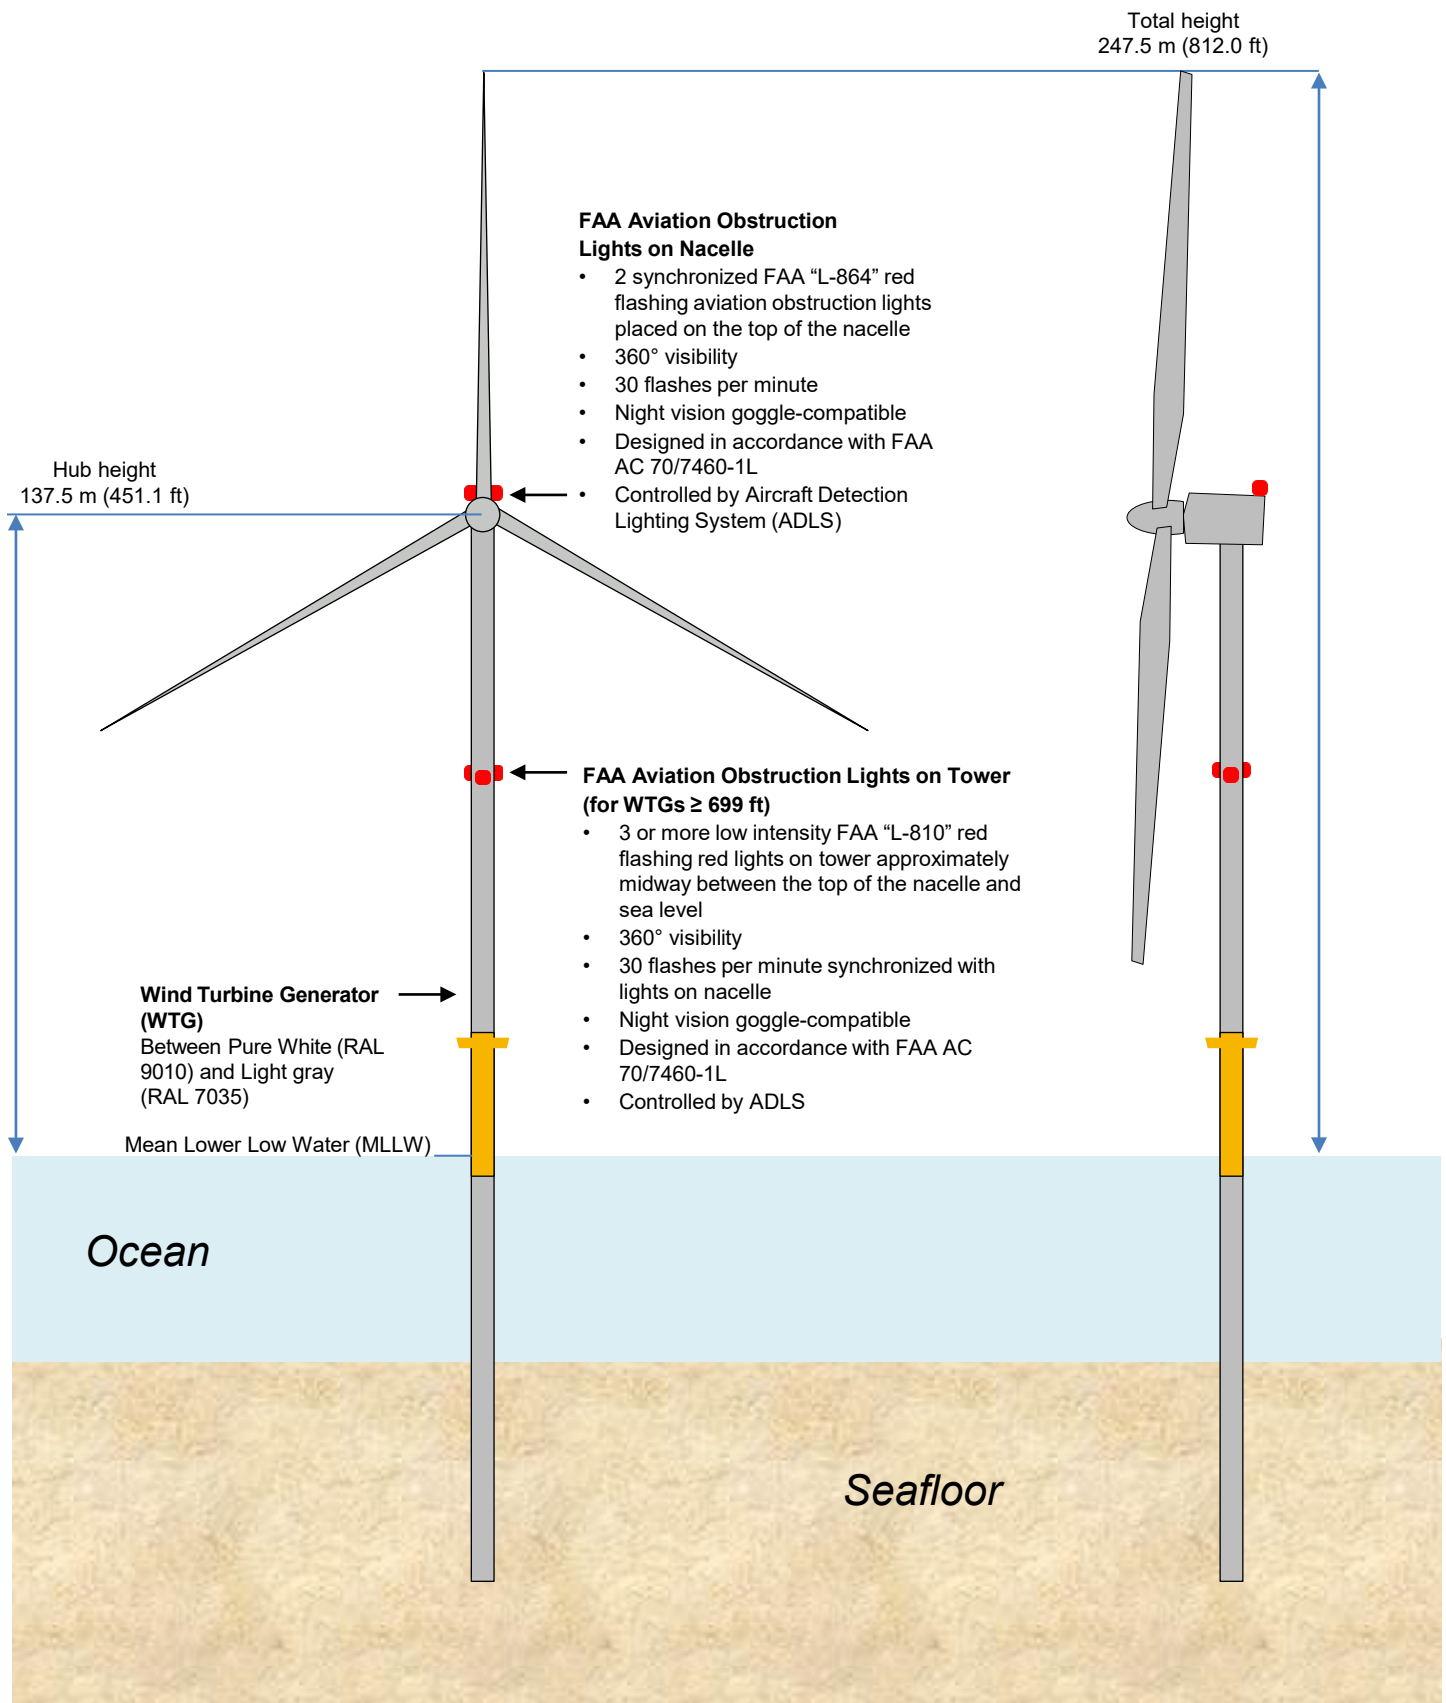 Total height
247.5 m (812.0 ft)
FAA Aviation Obstruction
Lights on Nacelle
• 2 synchronized FAA “L-864” red
flashing aviation obstruction lights
placed on the top of the nacelle
• 360° visibility
• 30 flashes per minute
• Night vision goggle-compatible
• Designed in accordance with FAA
AC 70/7460-1L
• Controlled by Aircraft Detection
Lighting System (ADLS)
Hub height
137.5 m (451.1 ft)
FAA Aviation Obstruction Lights on Tower
(for WTGs ≥ 699 ft)
• 3 or more low intensity FAA “L-810” red
flashing red lights on tower approximately
midway between the top of the nacelle and
sea level
• 360° visibility
• 30 flashes per minute synchronized with
lights on nacelle
• Night vision goggle-compatible
• Designed in accordance with FAA AC
70/7460-1L
• Controlled by ADLS
Wind Turbine Generator
(WTG)
Between Pure White (RAL
9010) and Light gray
(RAL 7035)
Mean Lower Low Water (MLLW)
Ocean
Seafloor